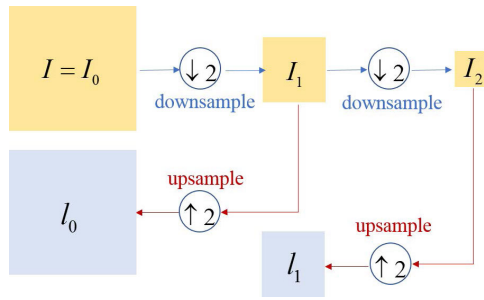 I = I₀
↓ 2
downsample
I₁
↓ 2
downsample
I₂
l₀
upsample
↑ 2
l₁
upsample
↑ 2